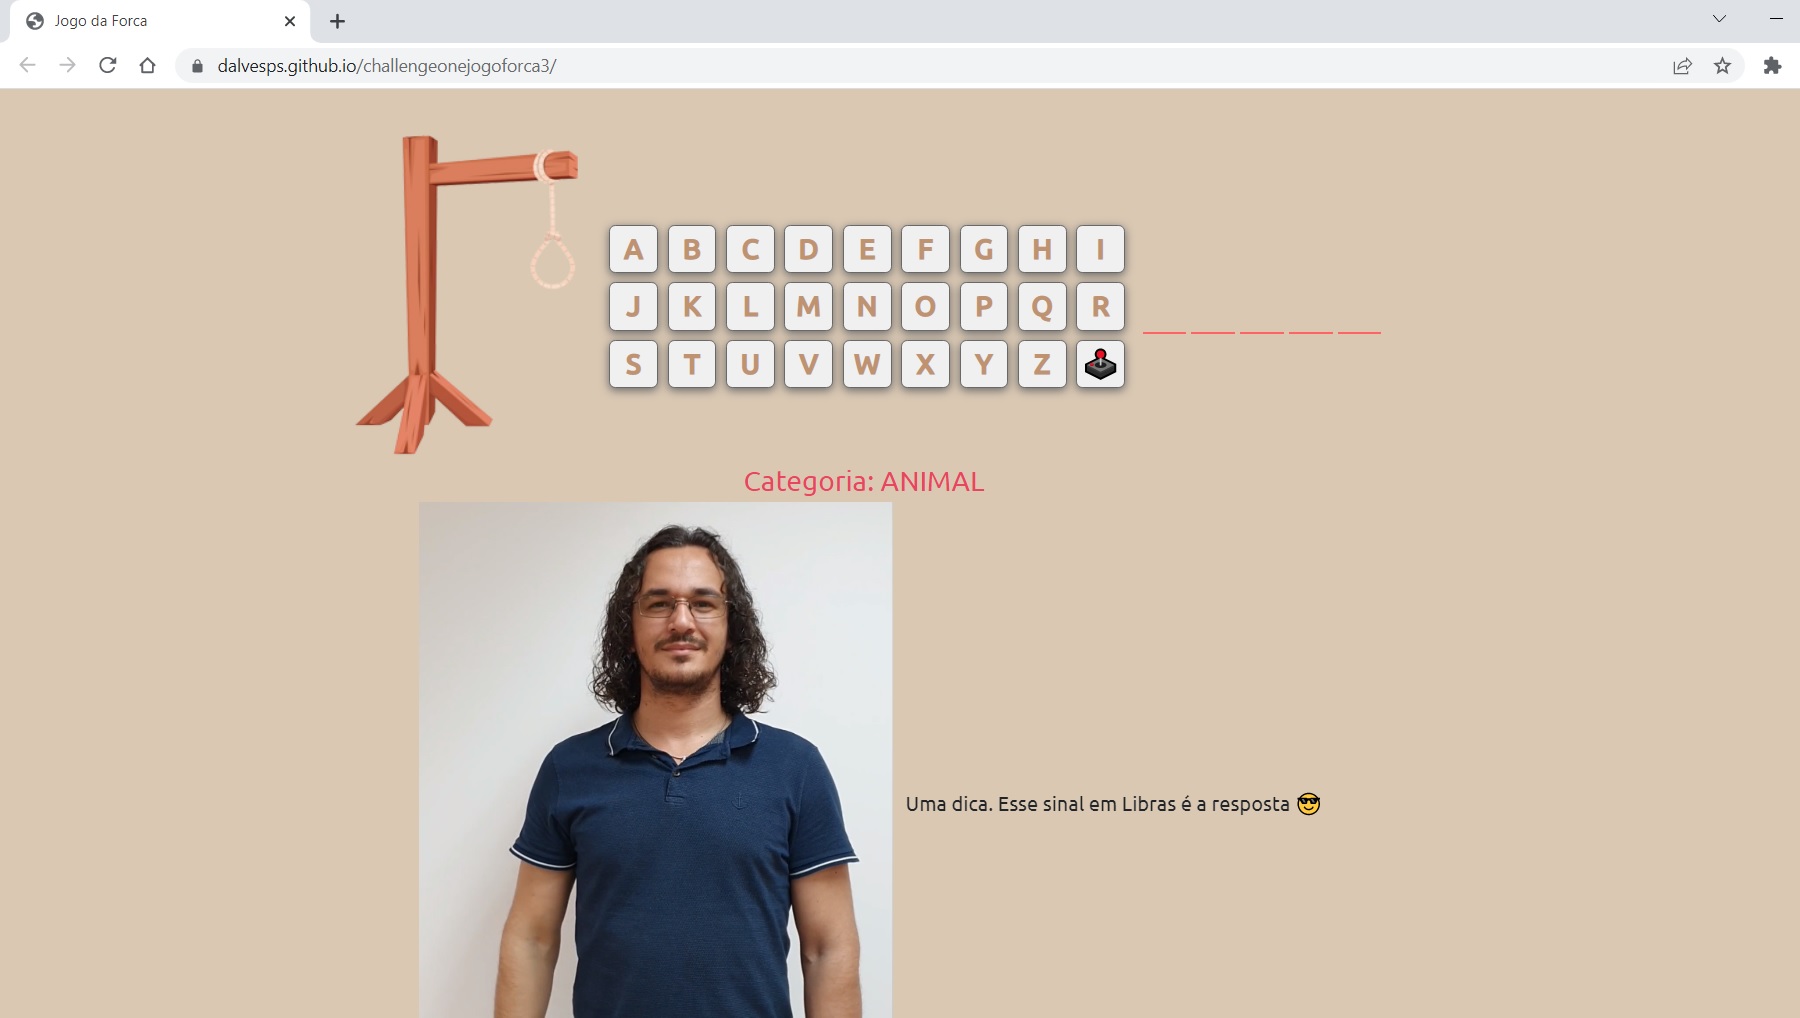 Jogo da Forca
dalvesps.github.io/challengeonejogoforca3/
A B C D E F G H I
J K L M N O P Q R
S T U V W X Y Z
Categoria: ANIMAL
Uma dica. Esse sinal em Libras é a resposta 😎